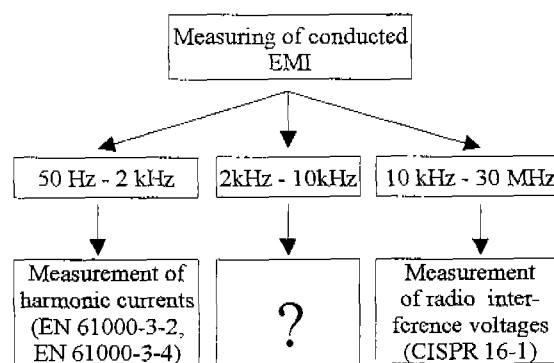 Measuring of conducted
EMI
50 Hz - 2 kHz
2kHz - 10kHz
10 kHz - 30 MHz
Measurement of
harmonic currents
(EN 61000-3-2,
EN 61000-3-4)
?
Measurement
of radio inter-
ference voltages
(CISPR 16-1)